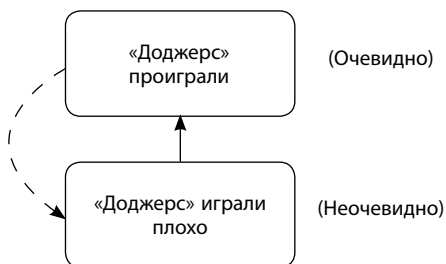 «Доджерс»
проиграли
(Очевидно)
«Доджерс» играли
плохо
(Неочевидно)